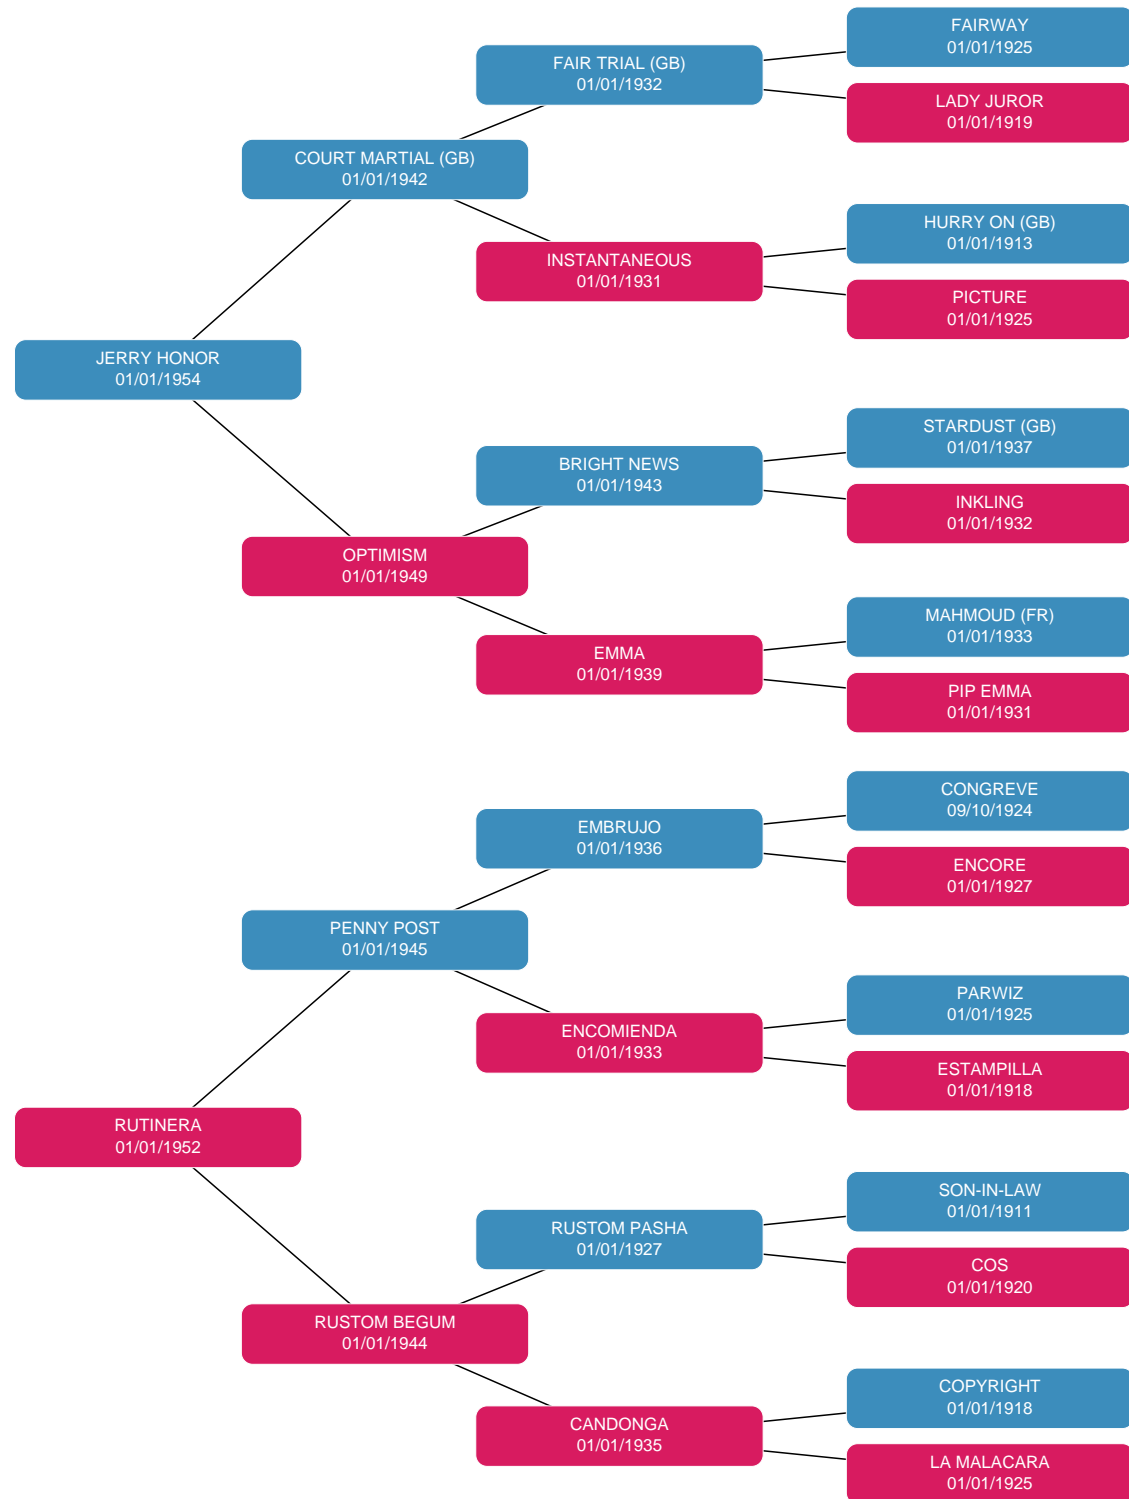 FAIRWAY
01/01/1925
FAIR TRIAL (GB)
01/01/1932
LADY JUROR
01/01/1919
COURT MARTIAL (GB)
01/01/1942
HURRY ON (GB)
01/01/1913
INSTANTANEOUS
01/01/1931
PICTURE
01/01/1925
JERRY HONOR
01/01/1954
STARDUST (GB)
01/01/1937
BRIGHT NEWS
01/01/1943
INKLING
01/01/1932
OPTIMISM
01/01/1949
MAHMOUD (FR)
01/01/1933
EMMA
01/01/1939
PIP EMMA
01/01/1931
CONGREVE
09/10/1924
EMBRUJO
01/01/1936
ENCORE
01/01/1927
PENNY POST
01/01/1945
PARWIZ
01/01/1925
ENCOMIENDA
01/01/1933
ESTAMPILLA
01/01/1918
RUTINERA
01/01/1952
SON-IN-LAW
01/01/1911
RUSTOM PASHA
01/01/1927
COS
01/01/1920
RUSTOM BEGUM
01/01/1944
COPYRIGHT
01/01/1918
CANDONGA
01/01/1935
LA MALACARA
01/01/1925